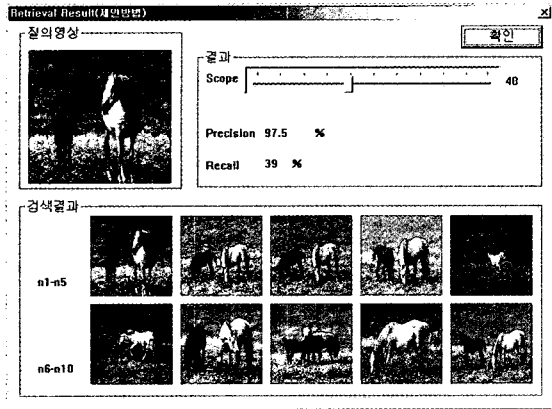 Retrieval Result(제안방법)
질의영상
확인
결과
Scope
40
Precision 97.5 %
Recall 39 %
검색결과
n1-n5
n6-n10